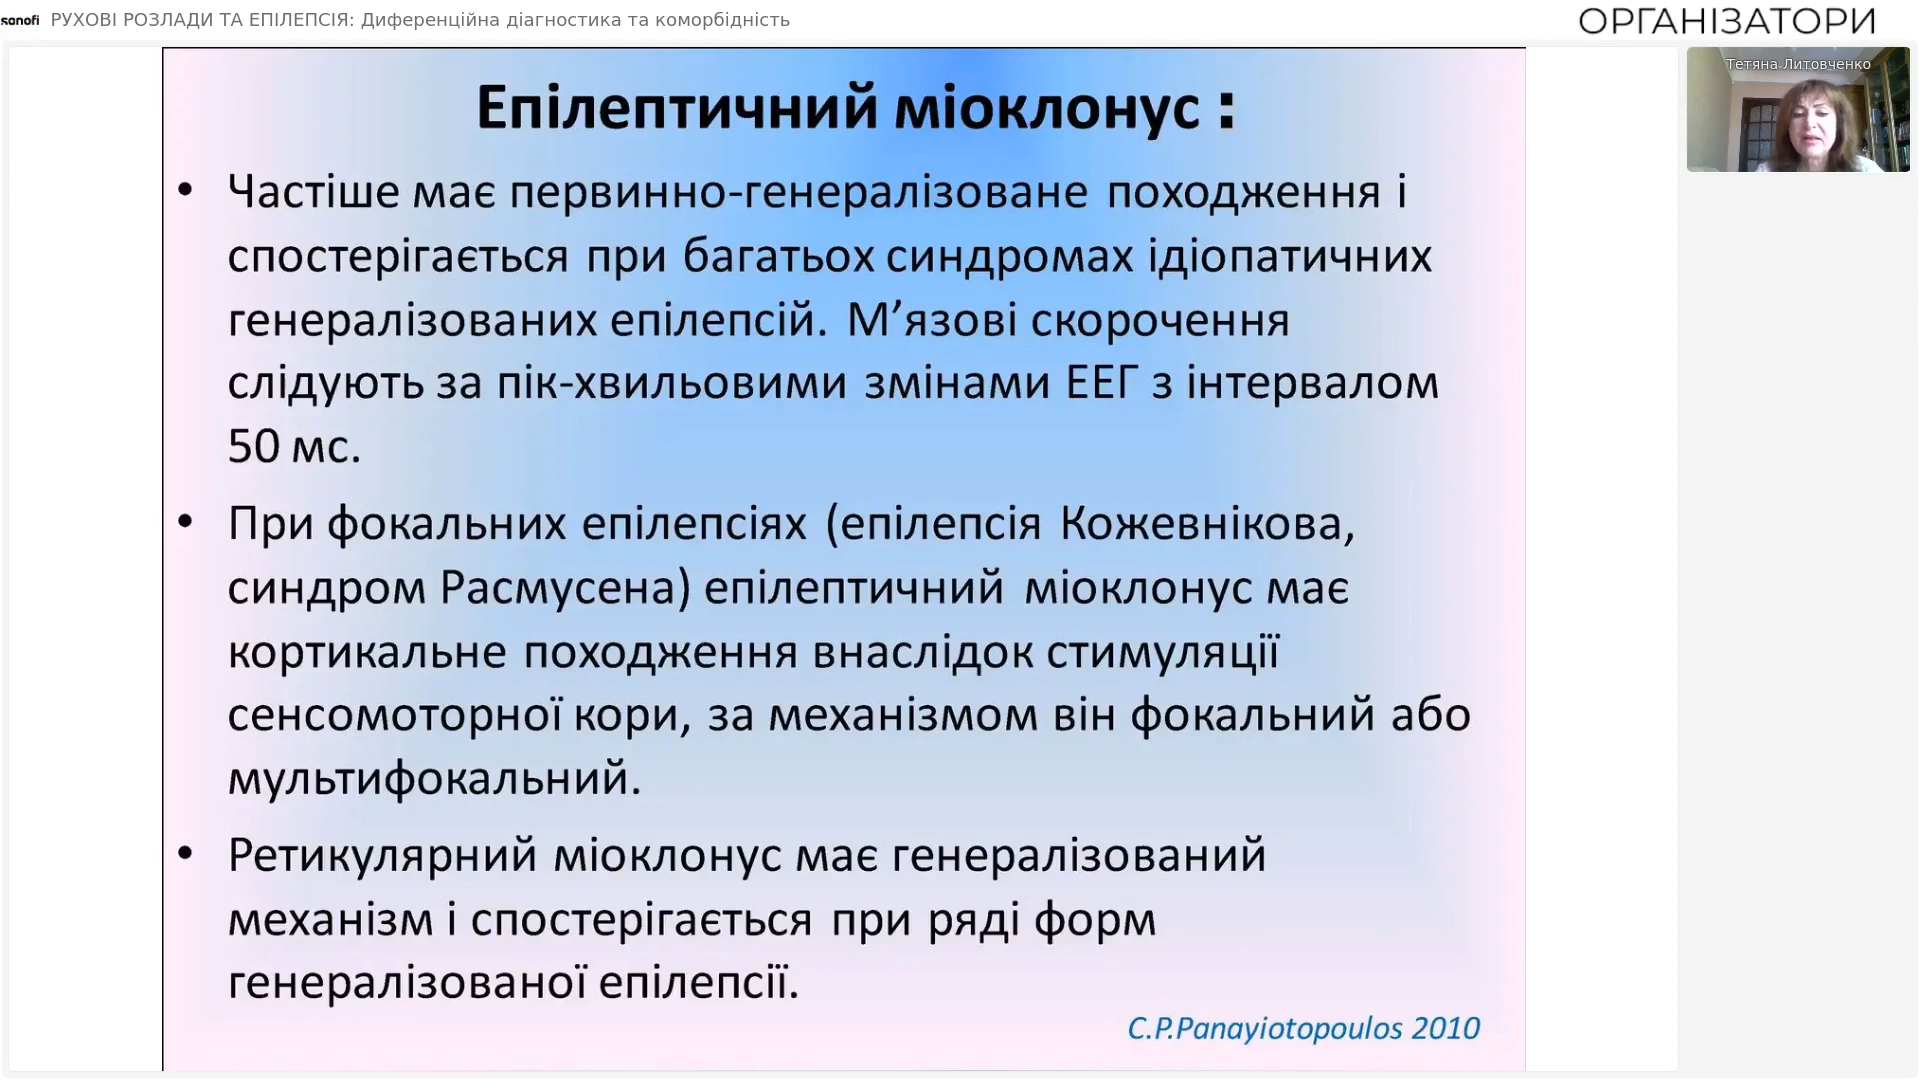 sanofi РУХОВІ РОЗЛАДИ ТА ЕПІЛЕПСІЯ: Диференційна діагностика та коморбідність
ОРГАНІЗАТОРИ
Тетяна Литовченко
Епілептичний міоклонус :
• Частіше має первинно-генералізоване походження і
спостерігається при багатьох синдромах ідіопатичних
генералізованих епілепсій. М’язові скорочення
слідують за пік-хвильовими змінами ЕЕГ з інтервалом
50 мс.
• При фокальних епілепсіях (епілепсія Кожевнікова,
синдром Расмусена) епілептичний міоклонус має
кортикальне походження внаслідок стимуляції
сенсомоторної кори, за механізмом він фокальний або
мультифокальний.
• Ретикулярний міоклонус має генералізований
механізм і спостерігається при ряді форм
генералізованої епілепсії.
C.P.Panayiotopoulos 2010